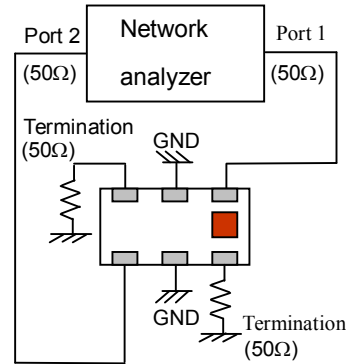 Port 2
Network
analyzer
Port 1
(50Ω)
(50Ω)
Termination
(50Ω)
GND
GND
Termination
(50Ω)